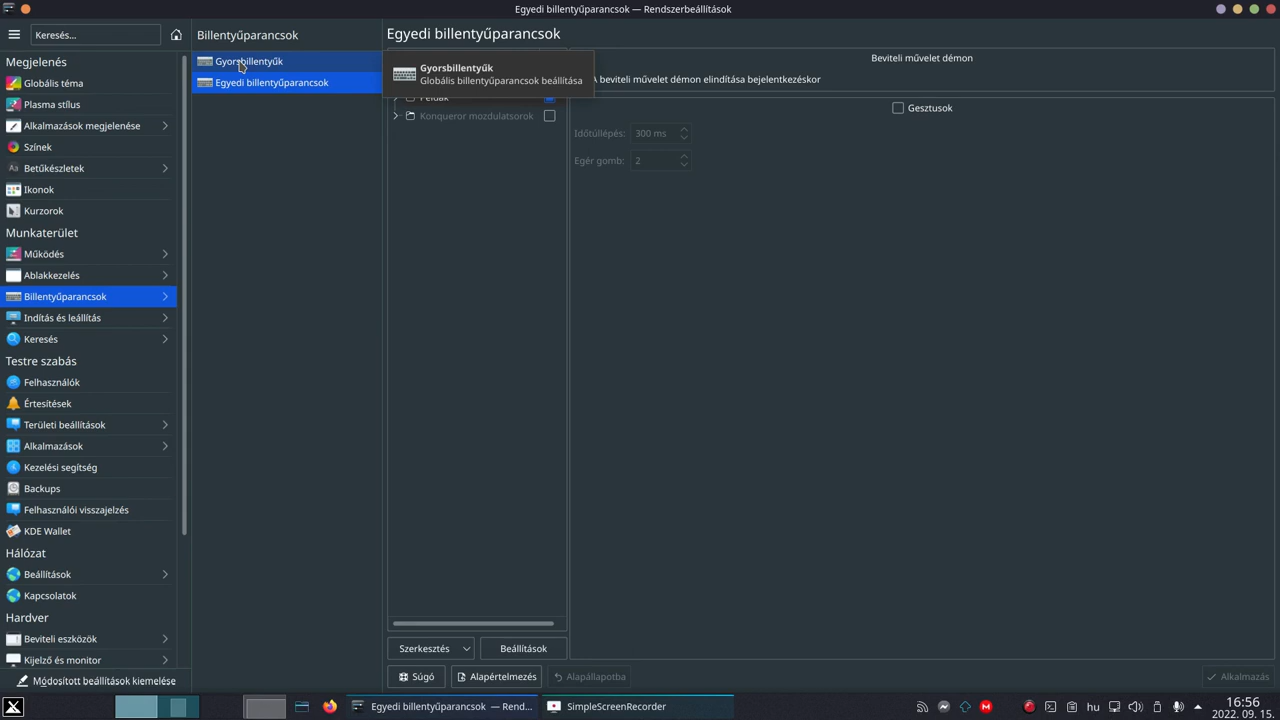 Egyedi billentyűparancsok — Rendszerbeállítások
Keresés...
Megjelenés
Globális téma
Plasma stílus
Alkalmazások megjelenése
Színek
Aa
Betűkészletek
Ikonok
Kurzorok
Munkaterület
Működés
Ablakkezelés
Billentyűparancsok
Indítás és leállítás
Keresés
Testre szabás
Felhasználók
Értesítések
Területi beállítások
Alkalmazások
Kezelési segítség
Backups
Felhasználói visszajelzés
KDE Wallet
Hálózat
Beállítások
Kapcsolatok
Hardver
Beviteli eszközök
Kijelző és monitor
Módosított beállítások kiemelése
Billentyűparancsok
Gyorsbillentyűk
Egyedi billentyűparancsok
Egyedi billentyűparancsok
Gyorsbillentyűk
Globális billentyűparancsok beállítása
Példák
Konqueror mozdulatsorok
Szerkesztés
Beállítások
Súgó
Alapértelmezés
Alapállapotba
Beviteli művelet démon
A beviteli művelet démon elindítása bejelentkezéskor
Gesztusok
Időtúllépés:
300 ms
Egér gomb:
2
Alkalmazás
Egyedi billentyűparancsok — Rend...
SimpleScreenRecorder
hu
16:56
2022. 09. 15.